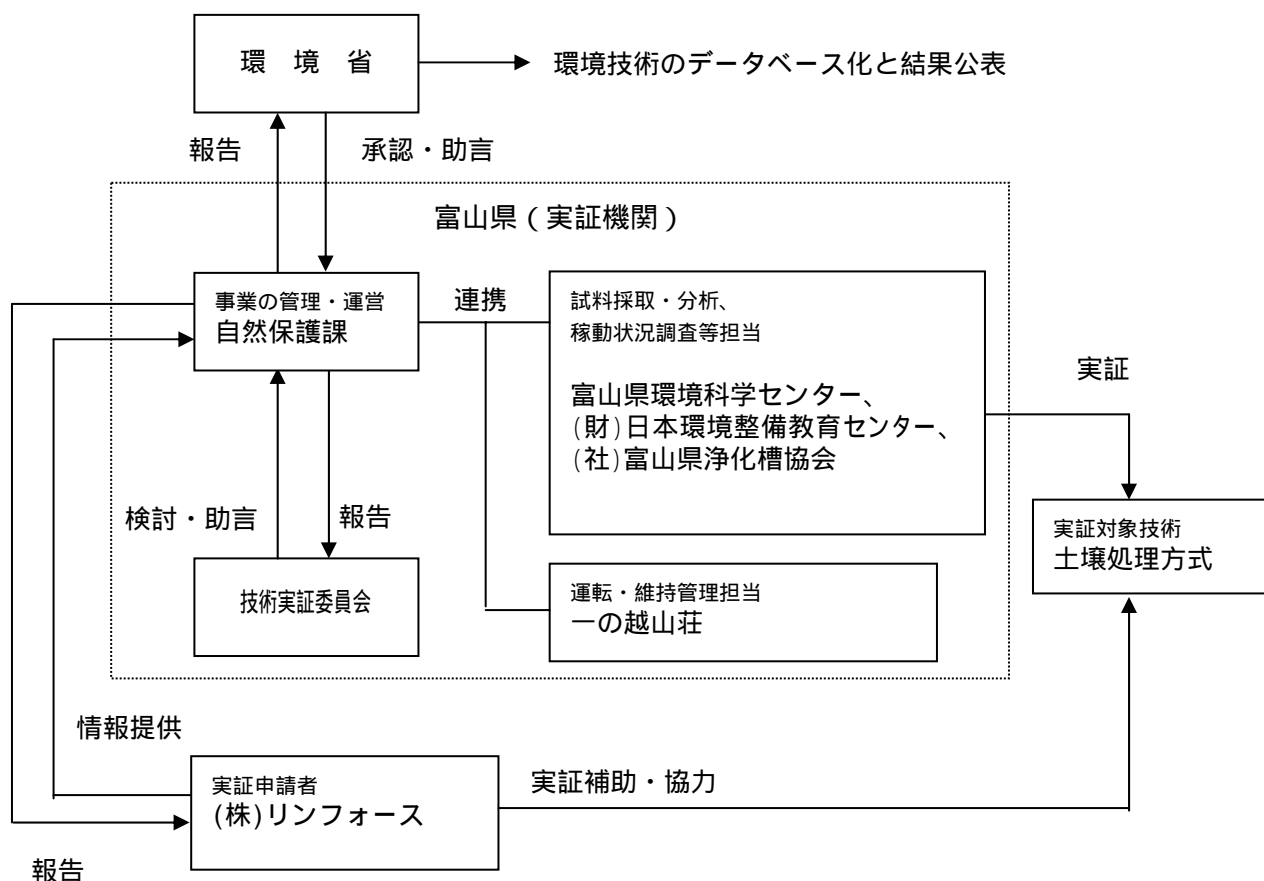 環 境 省
環境技術のデータベース化と結果公表
報告
承認・助言
富山県（実証機関）
事業の管理・運営
自然保護課
連携
試料採取・分析、
稼動状況調査等担当
富山県環境科学センター、
(財)日本環境整備教育センター、
(社)富山県浄化槽協会
実証
検討・助言
報告
実証対象技術
土壌処理方式
技術実証委員会
運転・維持管理担当
一の越山荘
情報提供
実証申請者
(株)リンフォース
実証補助・協力
報告